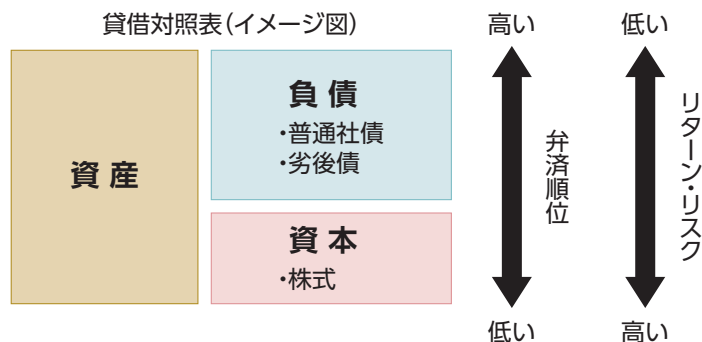 貸借対照表（イメージ図）
資産
負債
・普通社債
・劣後債
資本
・株式
高い
弁済順位
低い
低い
リターン・リスク
高い